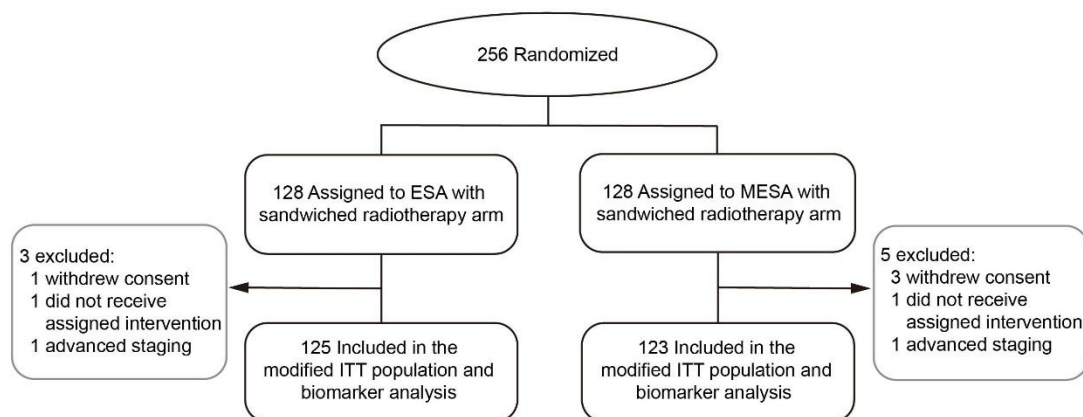 256 Randomized
128 Assigned to ESA with
sandwiched radiotherapy arm
128 Assigned to MESA with
sandwiched radiotherapy arm
3 excluded:
1 withdrew consent
1 did not receive
assigned intervention
1 advanced staging
5 excluded:
3 withdrew consent
1 did not receive
assigned intervention
1 advanced staging
125 Included in the
modified ITT population and
biomarker analysis
123 Included in the
modified ITT population and
biomarker analysis